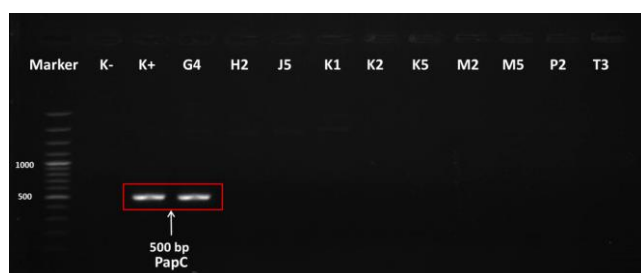 Marker K- K+ G4 H2 J5 K1 K2 K5 M2 M5 P2 T3
1000
500
500 bp
PapC